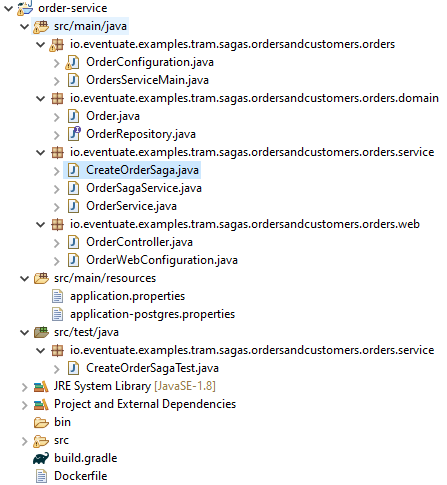 order-service
src/main/java
io.eventuate.examples.tram.sagas.ordersandcustomers.orders
OrderConfiguration.java
OrdersServiceMain.java
io.eventuate.examples.tram.sagas.ordersandcustomers.orders.domain
Order.java
OrderRepository.java
io.eventuate.examples.tram.sagas.ordersandcustomers.orders.service
CreateOrderSaga.java
OrderSagaService.java
OrderService.java
io.eventuate.examples.tram.sagas.ordersandcustomers.orders.web
OrderController.java
OrderWebConfiguration.java
src/main/resources
application.properties
application-postgres.properties
src/test/java
io.eventuate.examples.tram.sagas.ordersandcustomers.orders.service
CreateOrderSagaTest.java
JRE System Library [JavaSE-1.8]
Project and External Dependencies
bin
src
build.gradle
Dockerfile